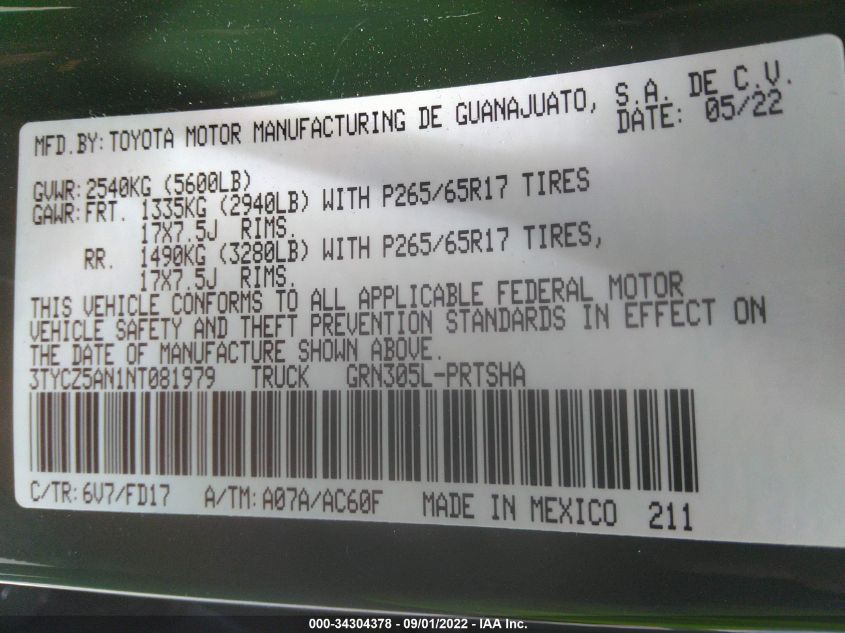 MFD.BY: TOYOTA MOTOR MANUFACTURING DE GUANAJUATO, S.A. DE C.V.
DATE: 05/22
GVWR: 2540KG (5600LB)
GAWR: FRT. 1335KG (2940LB) WITH P265/65R17 TIRES
17X7.5J RIMS.
RR. 1490KG (3280LB) WITH P265/65R17 TIRES,
17X7.5J RIMS.
THIS VEHICLE CONFORMS TO ALL APPLICABLE FEDERAL MOTOR
VEHICLE SAFETY AND THEFT PREVENTION STANDARDS IN EFFECT ON
THE DATE OF MANUFACTURE SHOWN ABOVE.
3TYCZ5AN1NT081979 TRUCK GRN305L-PRTSHA
C/TR: 6V7/FD17 A/TM: A07A/AC60F MADE IN MEXICO 211
000-34304378 - 09/01/2022 - IAA Inc.